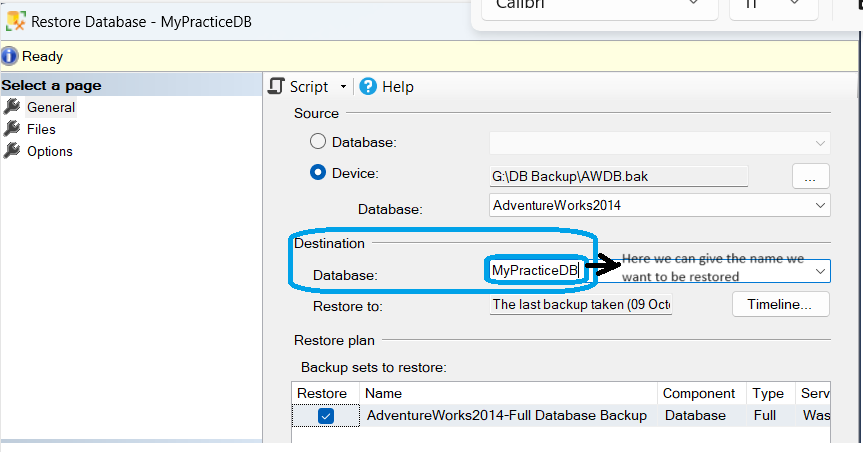 Calibri
Restore Database - MyPracticeDB
Ready
Select a page
General
Files
Options
Script
Help
Source
Database:
Device:
G:\DB Backup\AWDB.bak
...
Database:
AdventureWorks2014
Destination
Database:
MyPracticeDB
Here we can give the name we
want to be restored
Restore to:
The last backup taken (09 Octo
Timeline...
Restore plan
Backup sets to restore:
Restore Name Component Type Serv
AdventureWorks2014-Full Database Backup Database Full Was